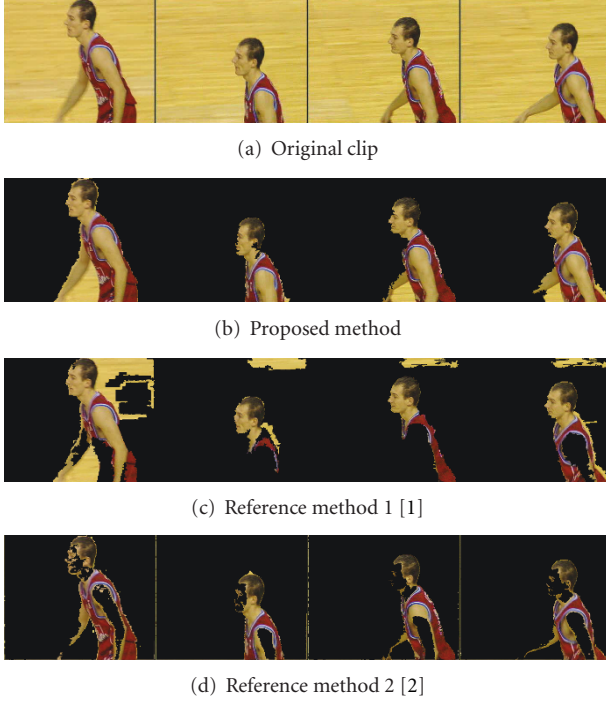 (a) Original clip
(b) Proposed method
(c) Reference method 1 [1]
(d) Reference method 2 [2]